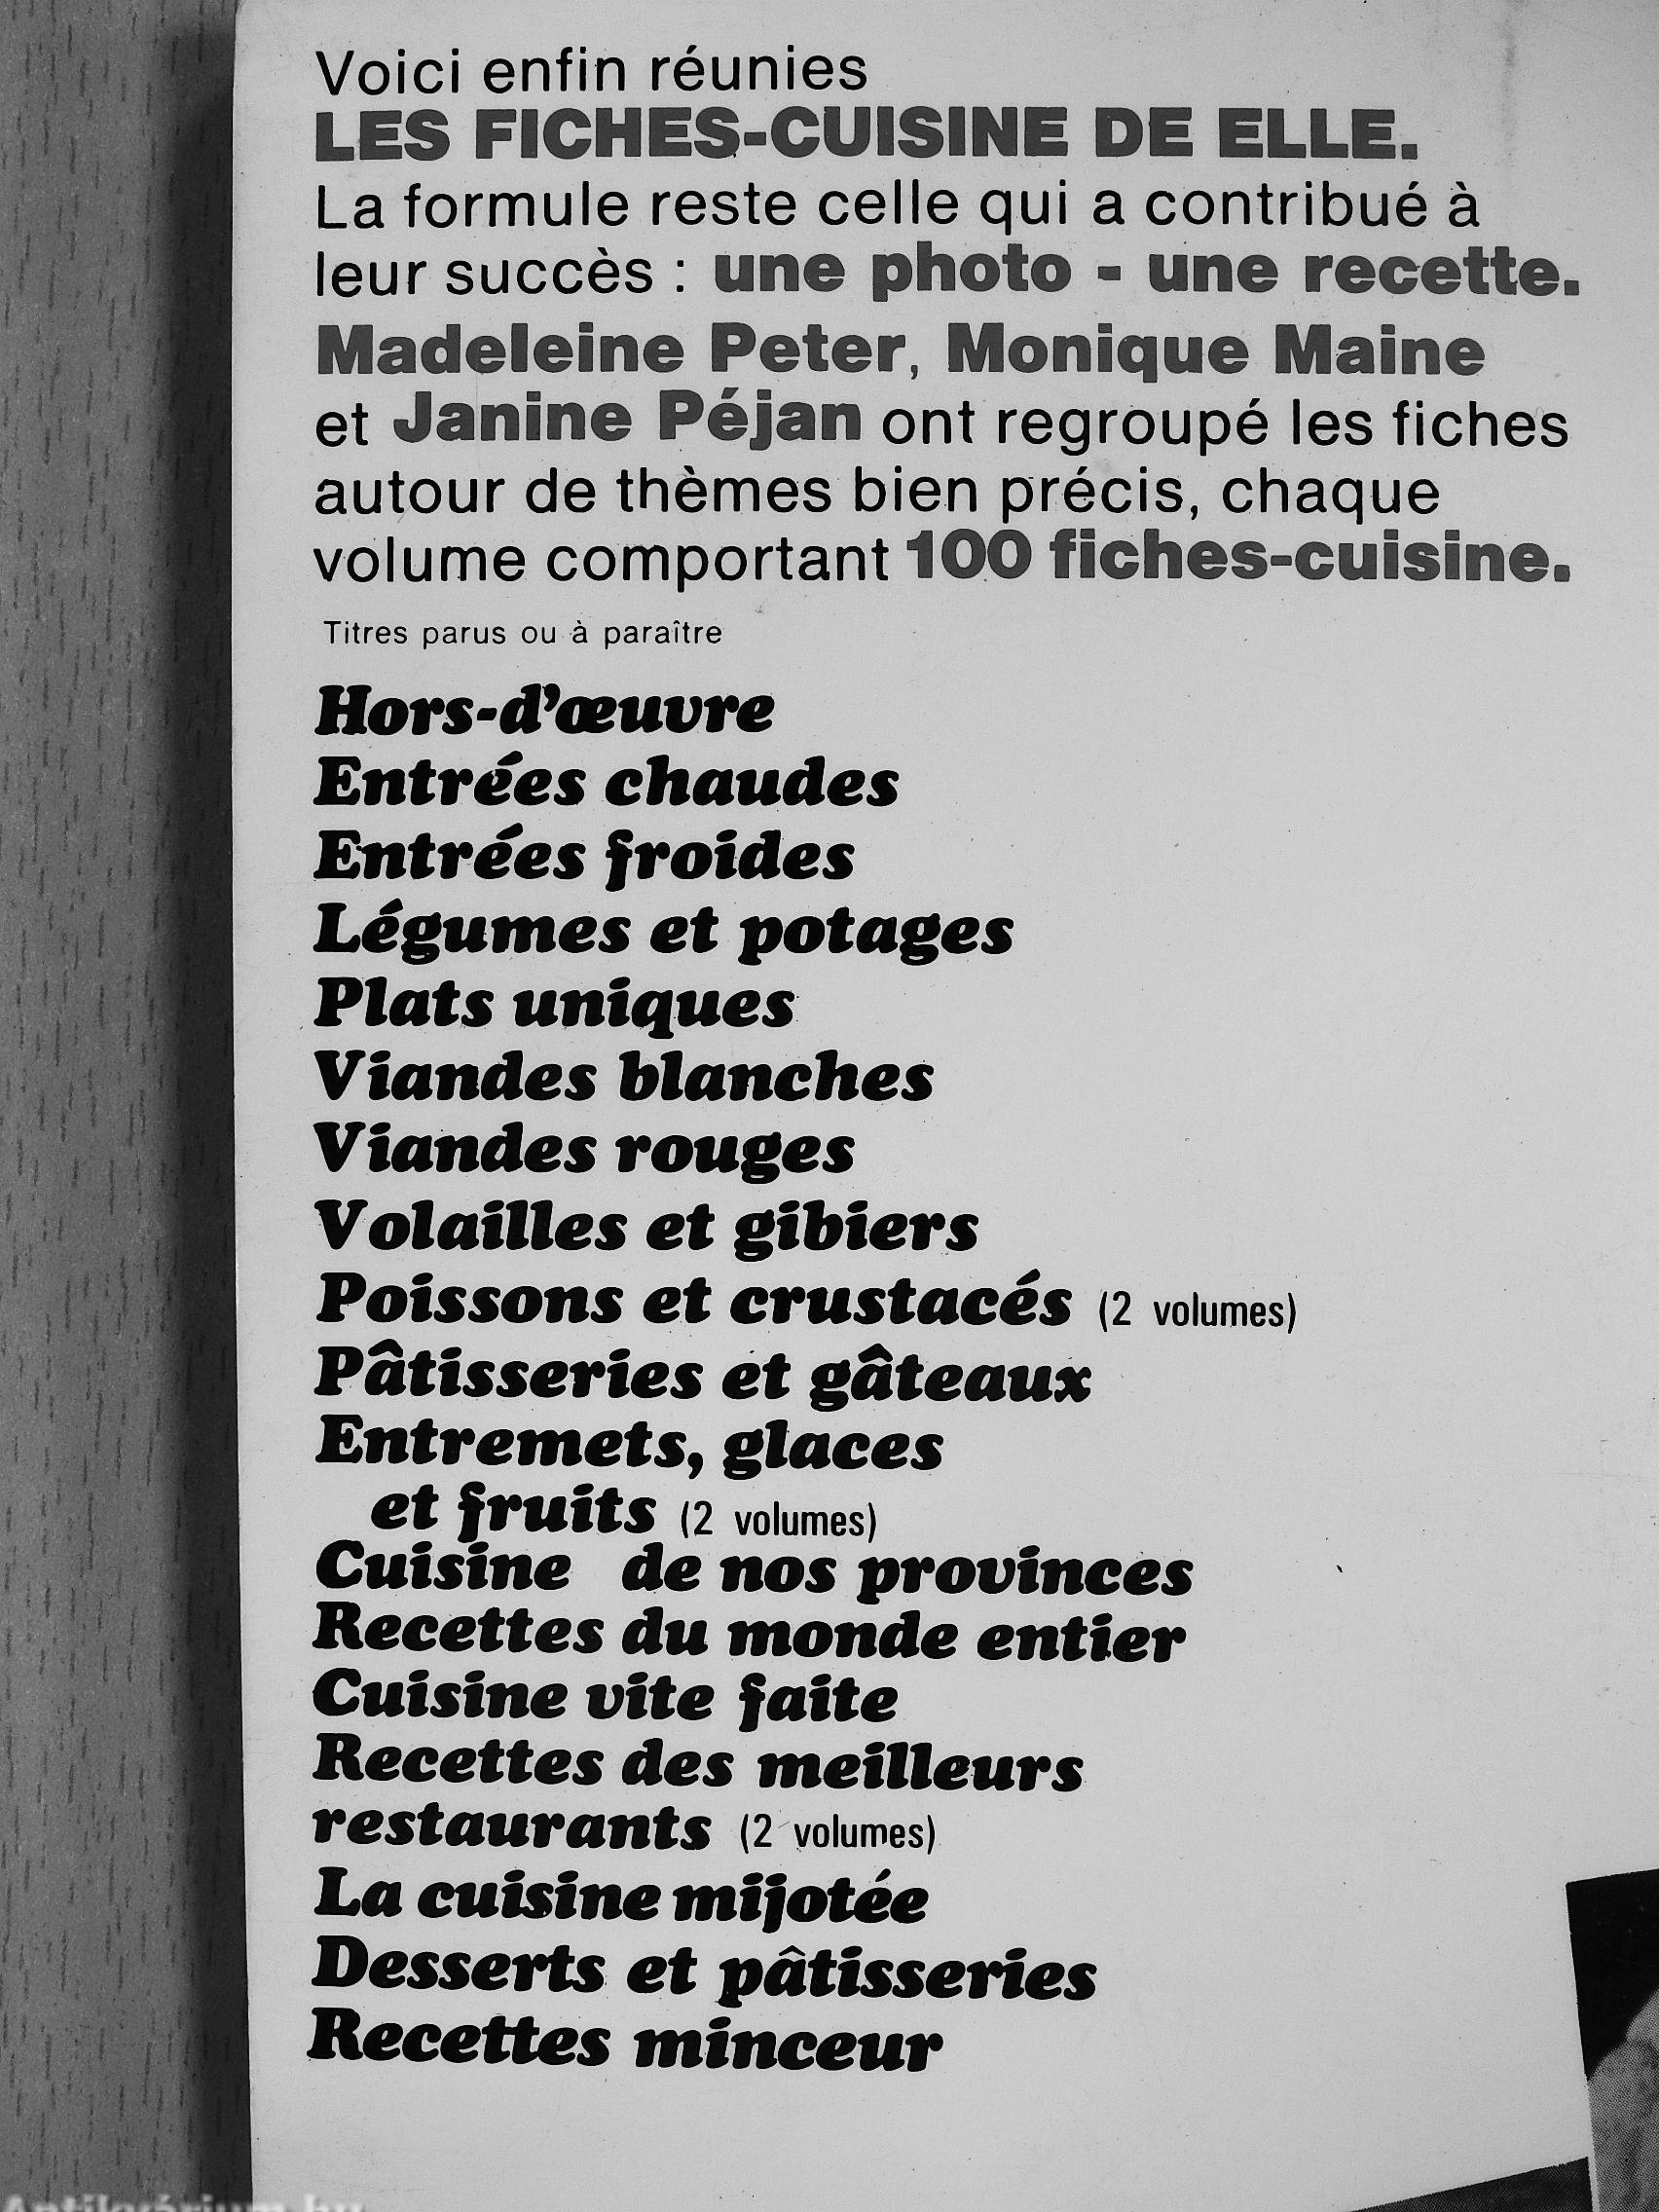 Voici enfin réunies
LES FICHES-CUISINE DE ELLE.
La formule reste celle qui a contribué à
leur succès : une photo - une recette.
Madeleine Peter, Monique Maine
et Janine Péjan ont regroupé les fiches
autour de thèmes bien précis, chaque
volume comportant 100 fiches-cuisine.
Titres parus ou à paraître
Hors-d'œuvre
Entrées chaudes
Entrées froides
Légumes et potages
Plats uniques
Viandes blanches
Viandes rouges
Volailles et gibiers
Poissons et crustacés (2 volumes)
Pâtisseries et gâteaux
Entremets, glaces
et fruits (2 volumes)
Cuisine de nos provinces
Recettes du monde entier
Cuisine vite faite
Recettes des meilleurs
restaurants (2 volumes)
La cuisine mijotée
Desserts et pâtisseries
Recettes minceur